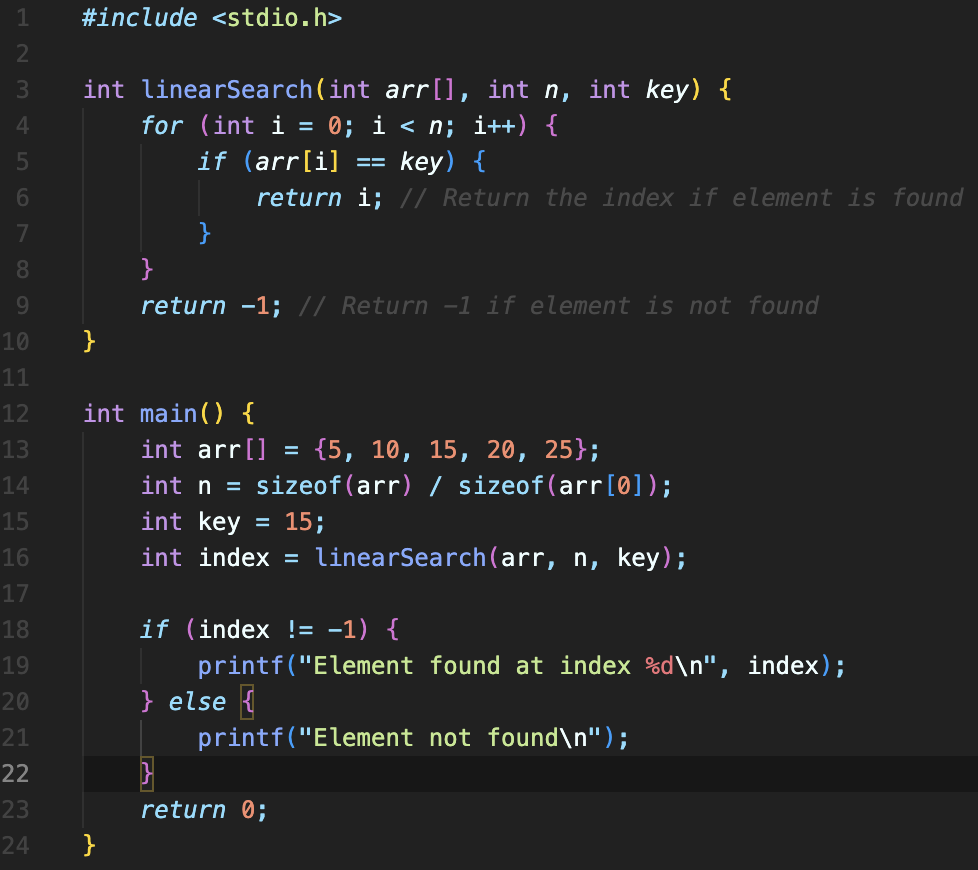 1 #include <stdio.h>
2
3 int linearSearch(int arr[], int n, int key) {
4     for (int i = 0; i < n; i++) {
5         if (arr[i] == key) {
6             return i; // Return the index if element is found
7         }
8     }
9     return -1; // Return -1 if element is not found
10 }
11
12 int main() {
13     int arr[] = {5, 10, 15, 20, 25};
14     int n = sizeof(arr) / sizeof(arr[0]);
15     int key = 15;
16     int index = linearSearch(arr, n, key);
17
18     if (index != -1) {
19         printf("Element found at index %d\n", index);
20     } else {
21         printf("Element not found\n");
22     }
23     return 0;
24 }